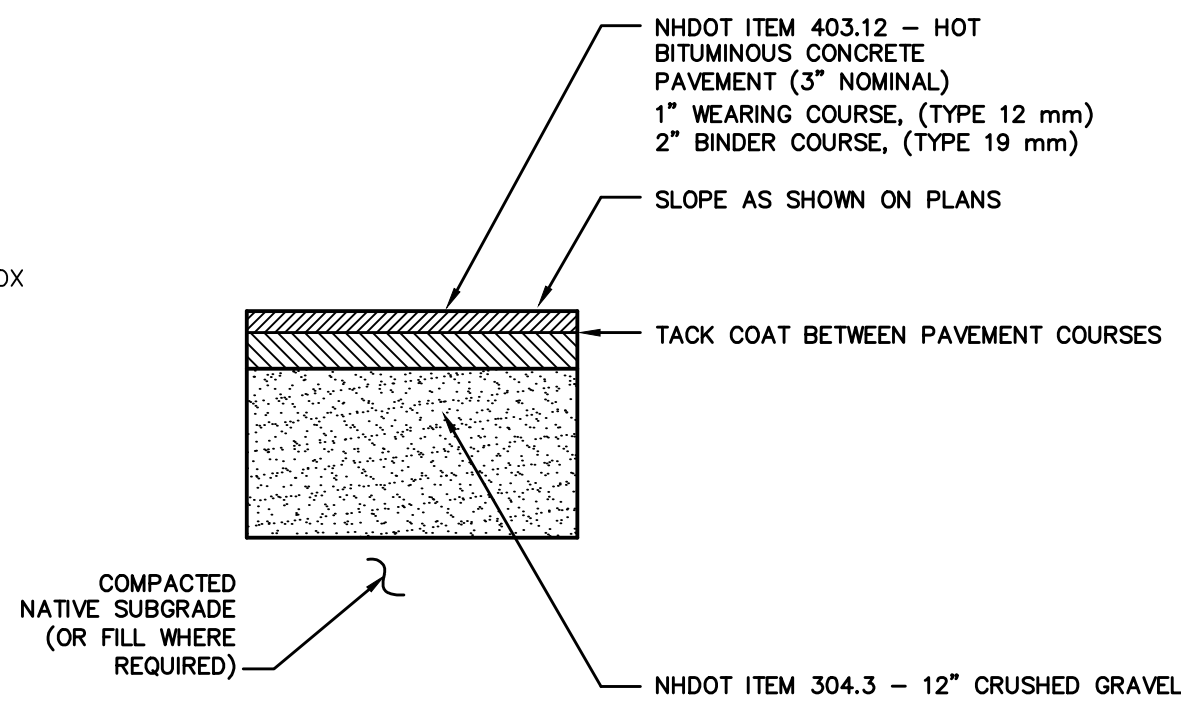 NHDOT ITEM 403.12 – HOT
BITUMINOUS CONCRETE
PAVEMENT (3" NOMINAL)
1" WEARING COURSE, (TYPE 12 mm)
2" BINDER COURSE, (TYPE 19 mm)
SLOPE AS SHOWN ON PLANS
OX
TACK COAT BETWEEN PAVEMENT COURSES
COMPACTED
NATIVE SUBGRADE
(OR FILL WHERE
REQUIRED)
NHDOT ITEM 304.3 – 12" CRUSHED GRAVEL